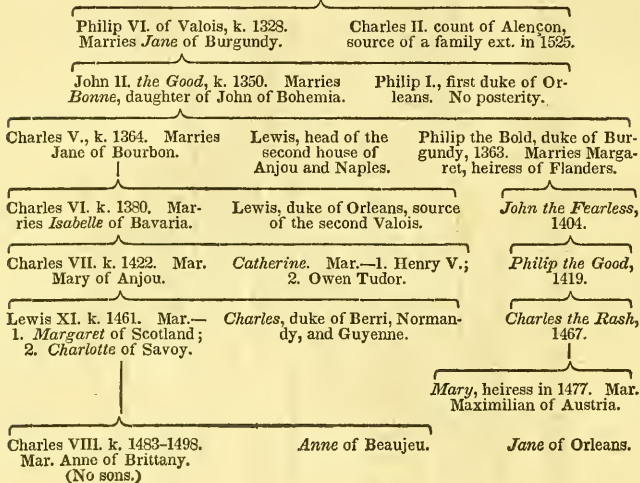 Philip VI. of Valois, k. 1328.
Marries Jane of Burgundy.
Charles II. count of Alençon,
source of a family ext. in 1525.
John II. the Good, k. 1350. Marries
Bonne, daughter of John of Bohemia.
Philip I., first duke of Or-
leans. No posterity.
Charles V., k. 1364. Marries
Jane of Bourbon.
Lewis, head of the
second house of
Anjou and Naples.
Philip the Bold, duke of Bur-
gundy, 1363. Marries Marga-
ret, heiress of Flanders.
Charles VI. k. 1380. Mar-
ries Isabelle of Bavaria.
Lewis, duke of Orleans, source
of the second Valois.
John the Fearless,
1404.
Charles VII. k. 1422. Mar.
Mary of Anjou.
Catherine. Mar.—1. Henry V.;
2. Owen Tudor.
Philip the Good,
1419.
Lewis XI. k. 1461. Mar.—
1. Margaret of Scotland;
2. Charlotte of Savoy.
Charles, duke of Berri, Norman-
dy, and Guyenne.
Charles the Rash,
1467.
Mary, heiress in 1477. Mar.
Maximilian of Austria.
Charles VIII. k. 1483-1498.
Mar. Anne of Brittany.
(No sons.)
Anne of Beaujeu.
Jane of Orleans.